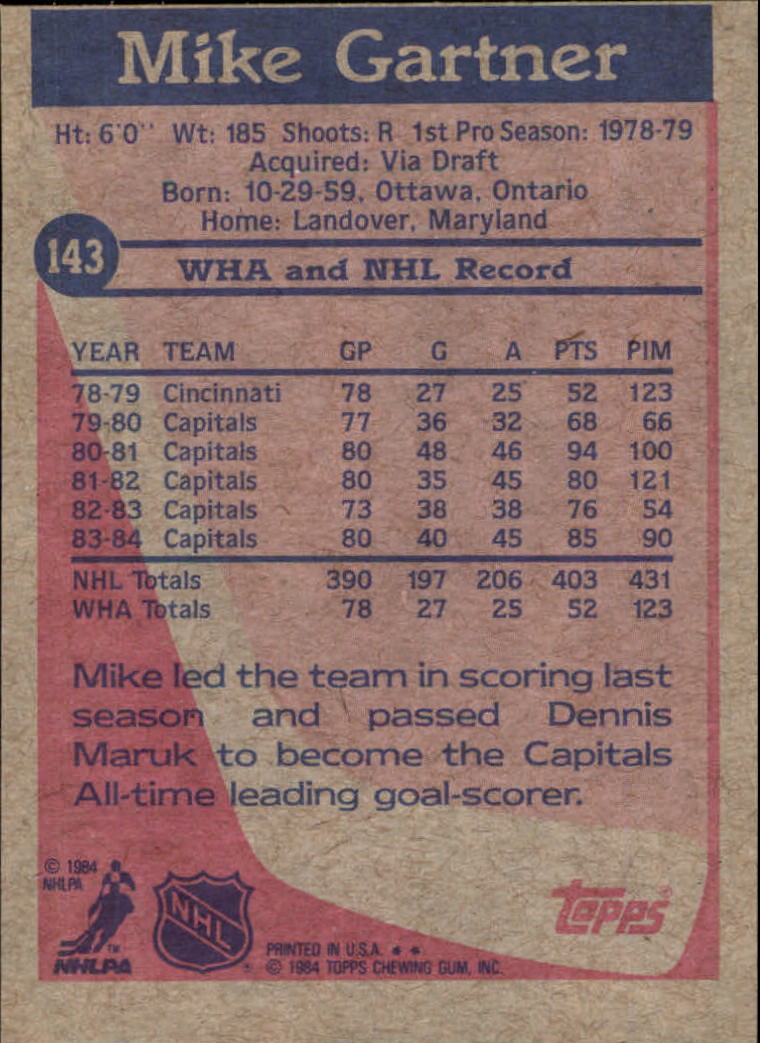 Mike Gartner
Ht: 6'0" Wt: 185 Shoots: R 1st Pro Season: 1978-79
Acquired: Via Draft
Born: 10-29-59, Ottawa, Ontario
Home: Landover, Maryland
143
WHA and NHL Record
YEAR TEAM GP G A PTS PIM
78-79 Cincinnati 78 27 25 52 123
79-80 Capitals 77 36 32 68 66
80-81 Capitals 80 48 46 94 100
81-82 Capitals 80 35 45 80 121
82-83 Capitals 73 38 38 76 54
83-84 Capitals 80 40 45 85 90
NHL Totals 390 197 206 403 431
WHA Totals 78 27 25 52 123
Mike led the team in scoring last
season and passed Dennis
Maruk to become the Capitals
All-time leading goal-scorer.
© 1984
NHLPA
TM
NHLPA
NHL
®
PRINTED IN U.S.A. * *
© 1984 TOPPS CHEWING GUM, INC.
topps®